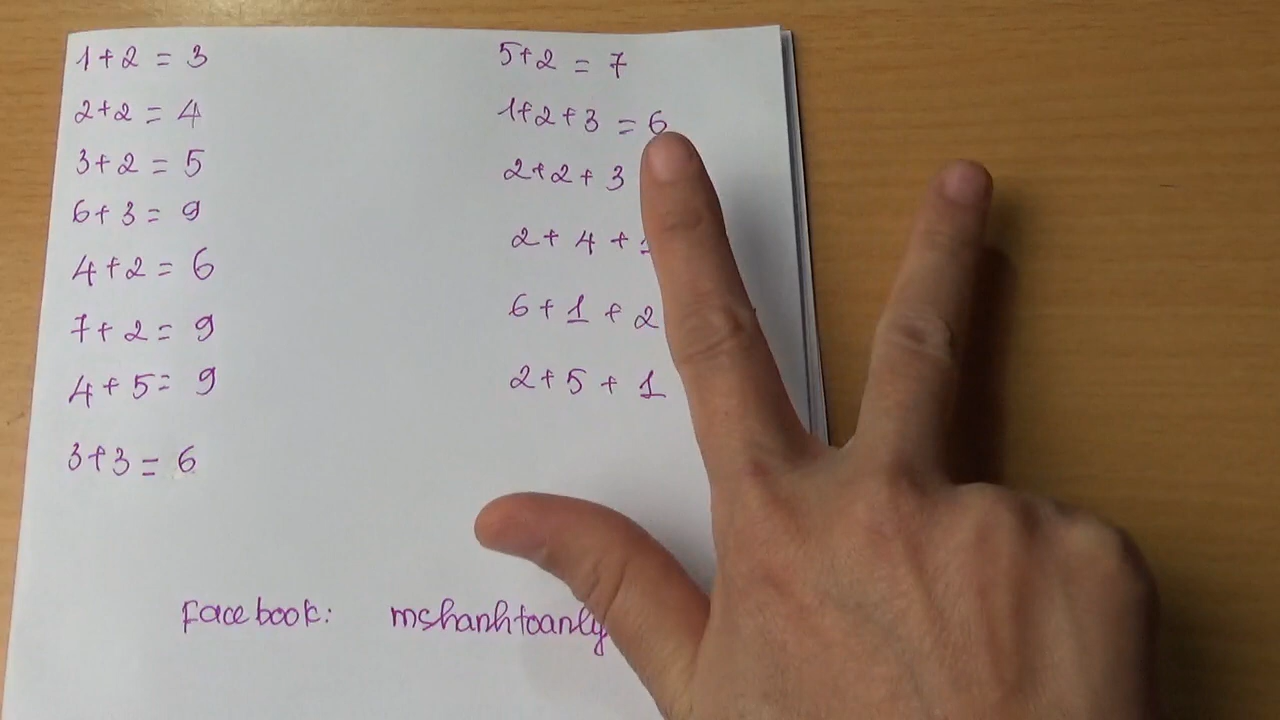 1+2 = 3
2+2 = 4
3+2 = 5
6+3 = 9
4+2 = 6
7+2 = 9
4+5= 9
3+3 = 6
5+2 = 7
1+2+3 = 6
2+2+3
2+4+1
6+1+2
2+5+1
Facebook: mshanhtoanly